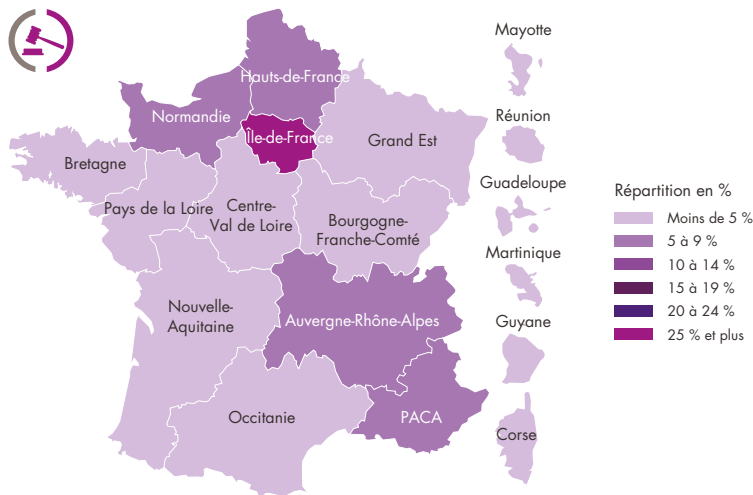 Mayotte
Hauts-de-France
Normandie
Réunion
Île-de-France
Grand Est
Bretagne
Guadeloupe
Pays de la Loire
Centre-
Val de Loire
Bourgogne-
Franche-Comté
Martinique
Nouvelle-
Aquitaine
Auvergne-Rhône-Alpes
Guyane
Occitanie
PACA
Corse
Répartition en %
Moins de 5 %
5 à 9 %
10 à 14 %
15 à 19 %
20 à 24 %
25 % et plus